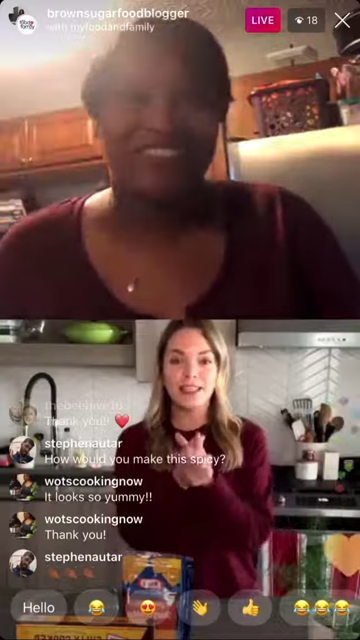 brownsugarfoodblogger
with myfoodandfamily
LIVE
18
Thank you!!
stephenautar
How would you make this spicy?
wotscookingnow
It looks so yummy!!
wotscookingnow
Thank you!
stephenautar
Hello